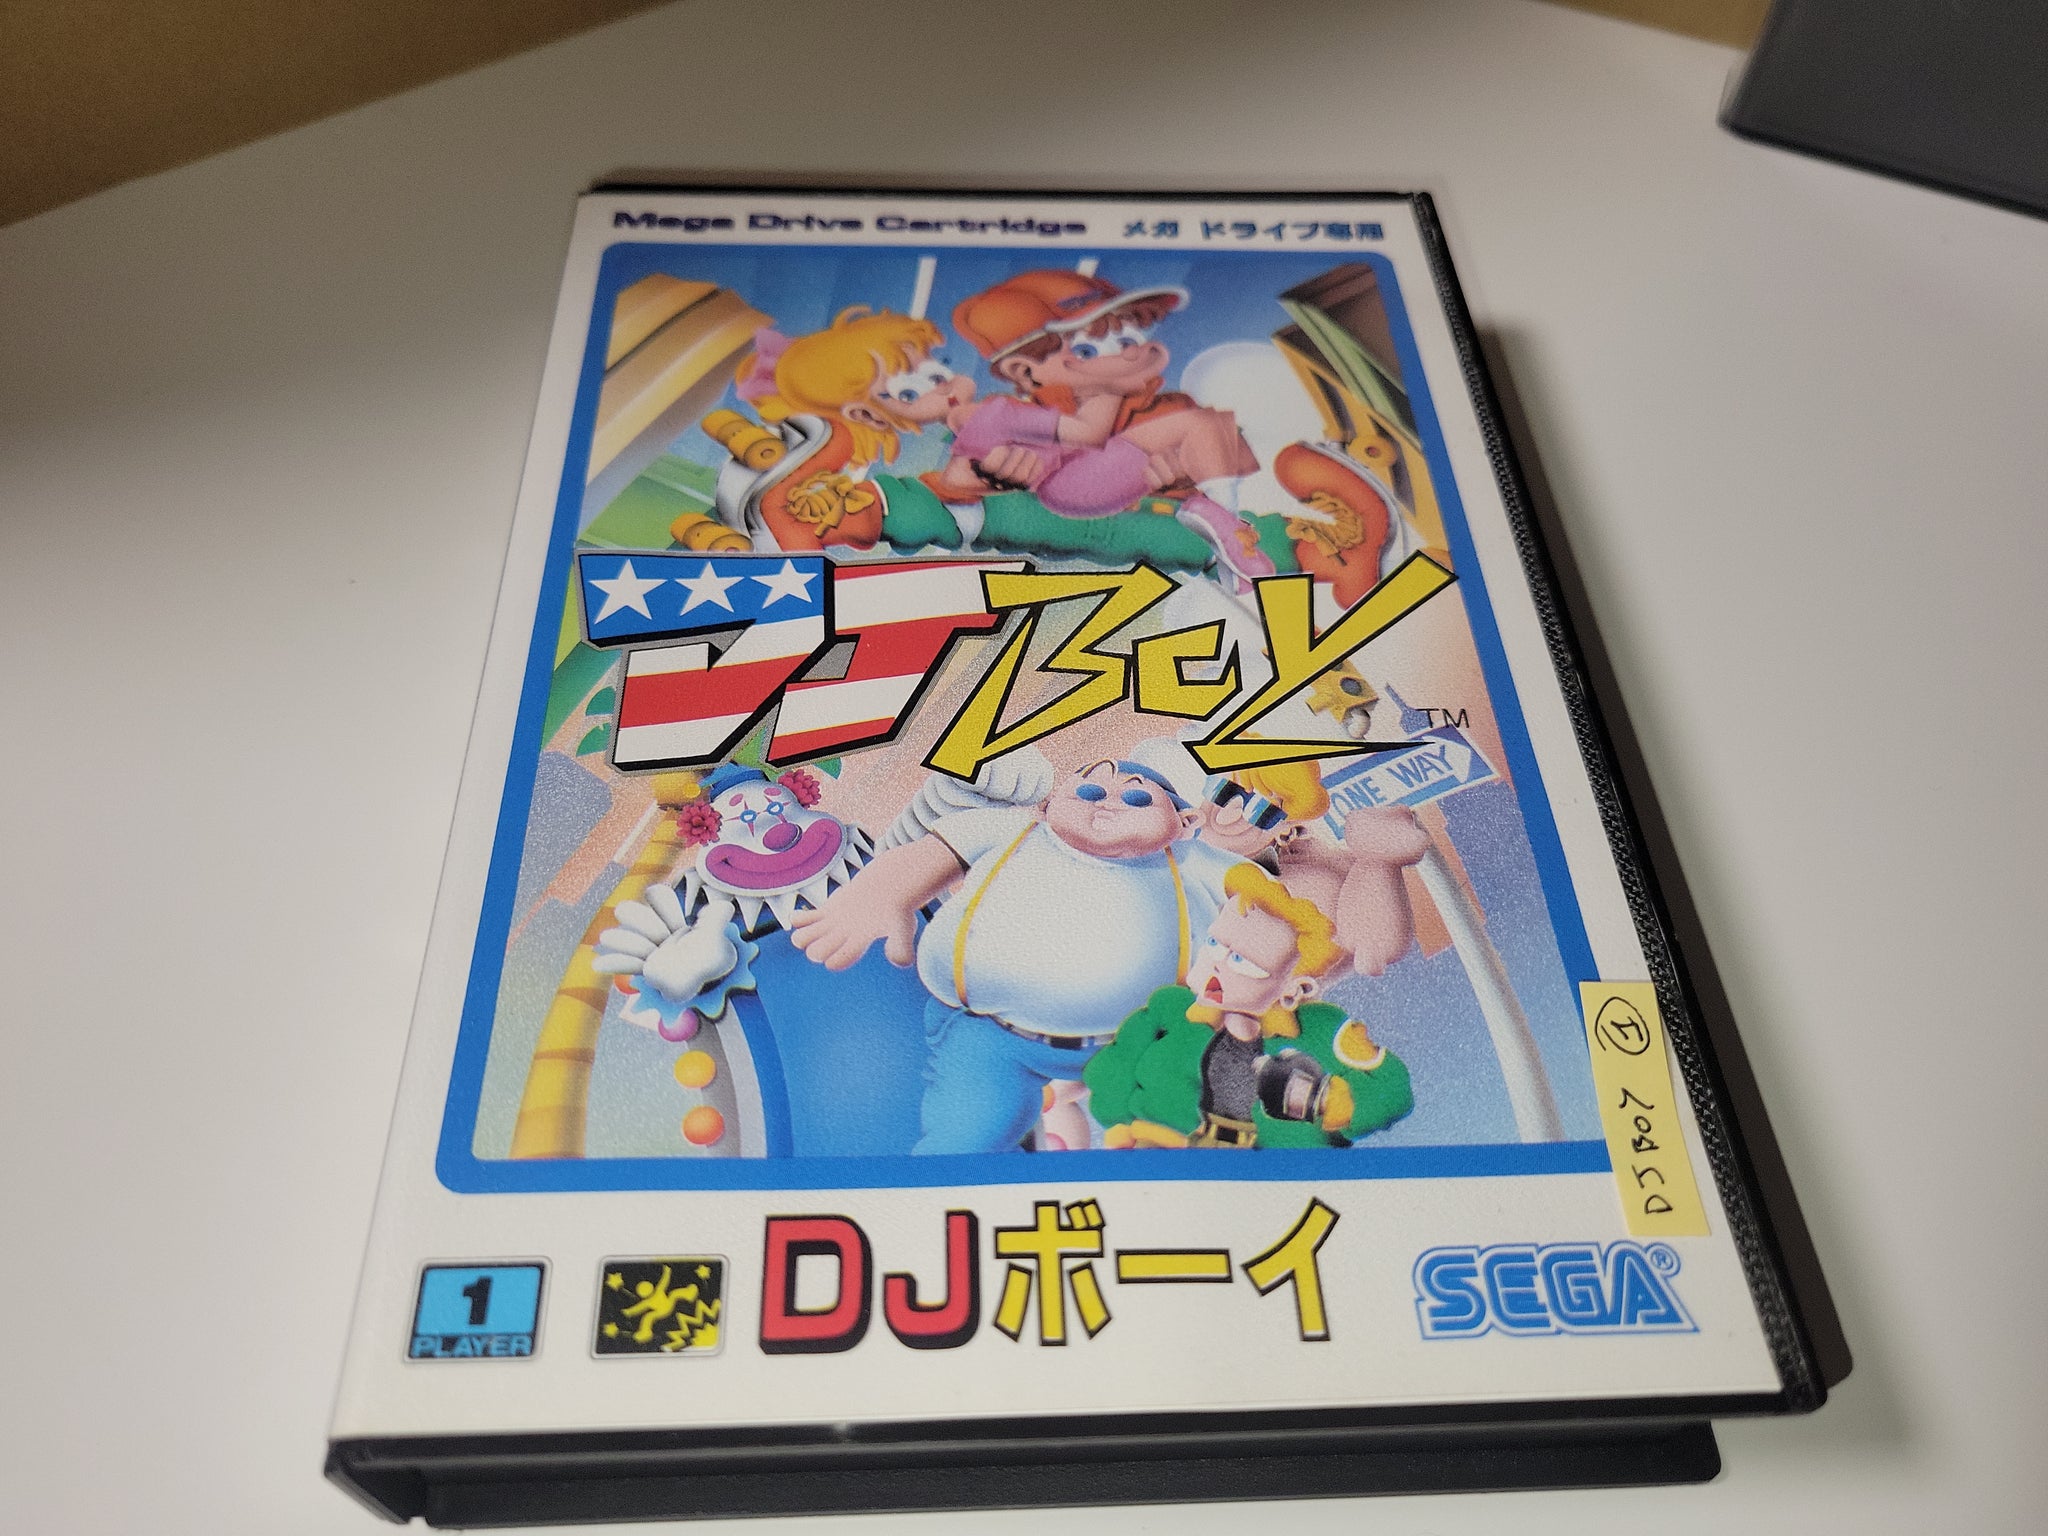 Mega Drive Cartridge メガ ドライブ専用
DJ BOY TM
ONE WAY
DJ BOY ①
1
PLAYER
DJボーイ
SEGA®